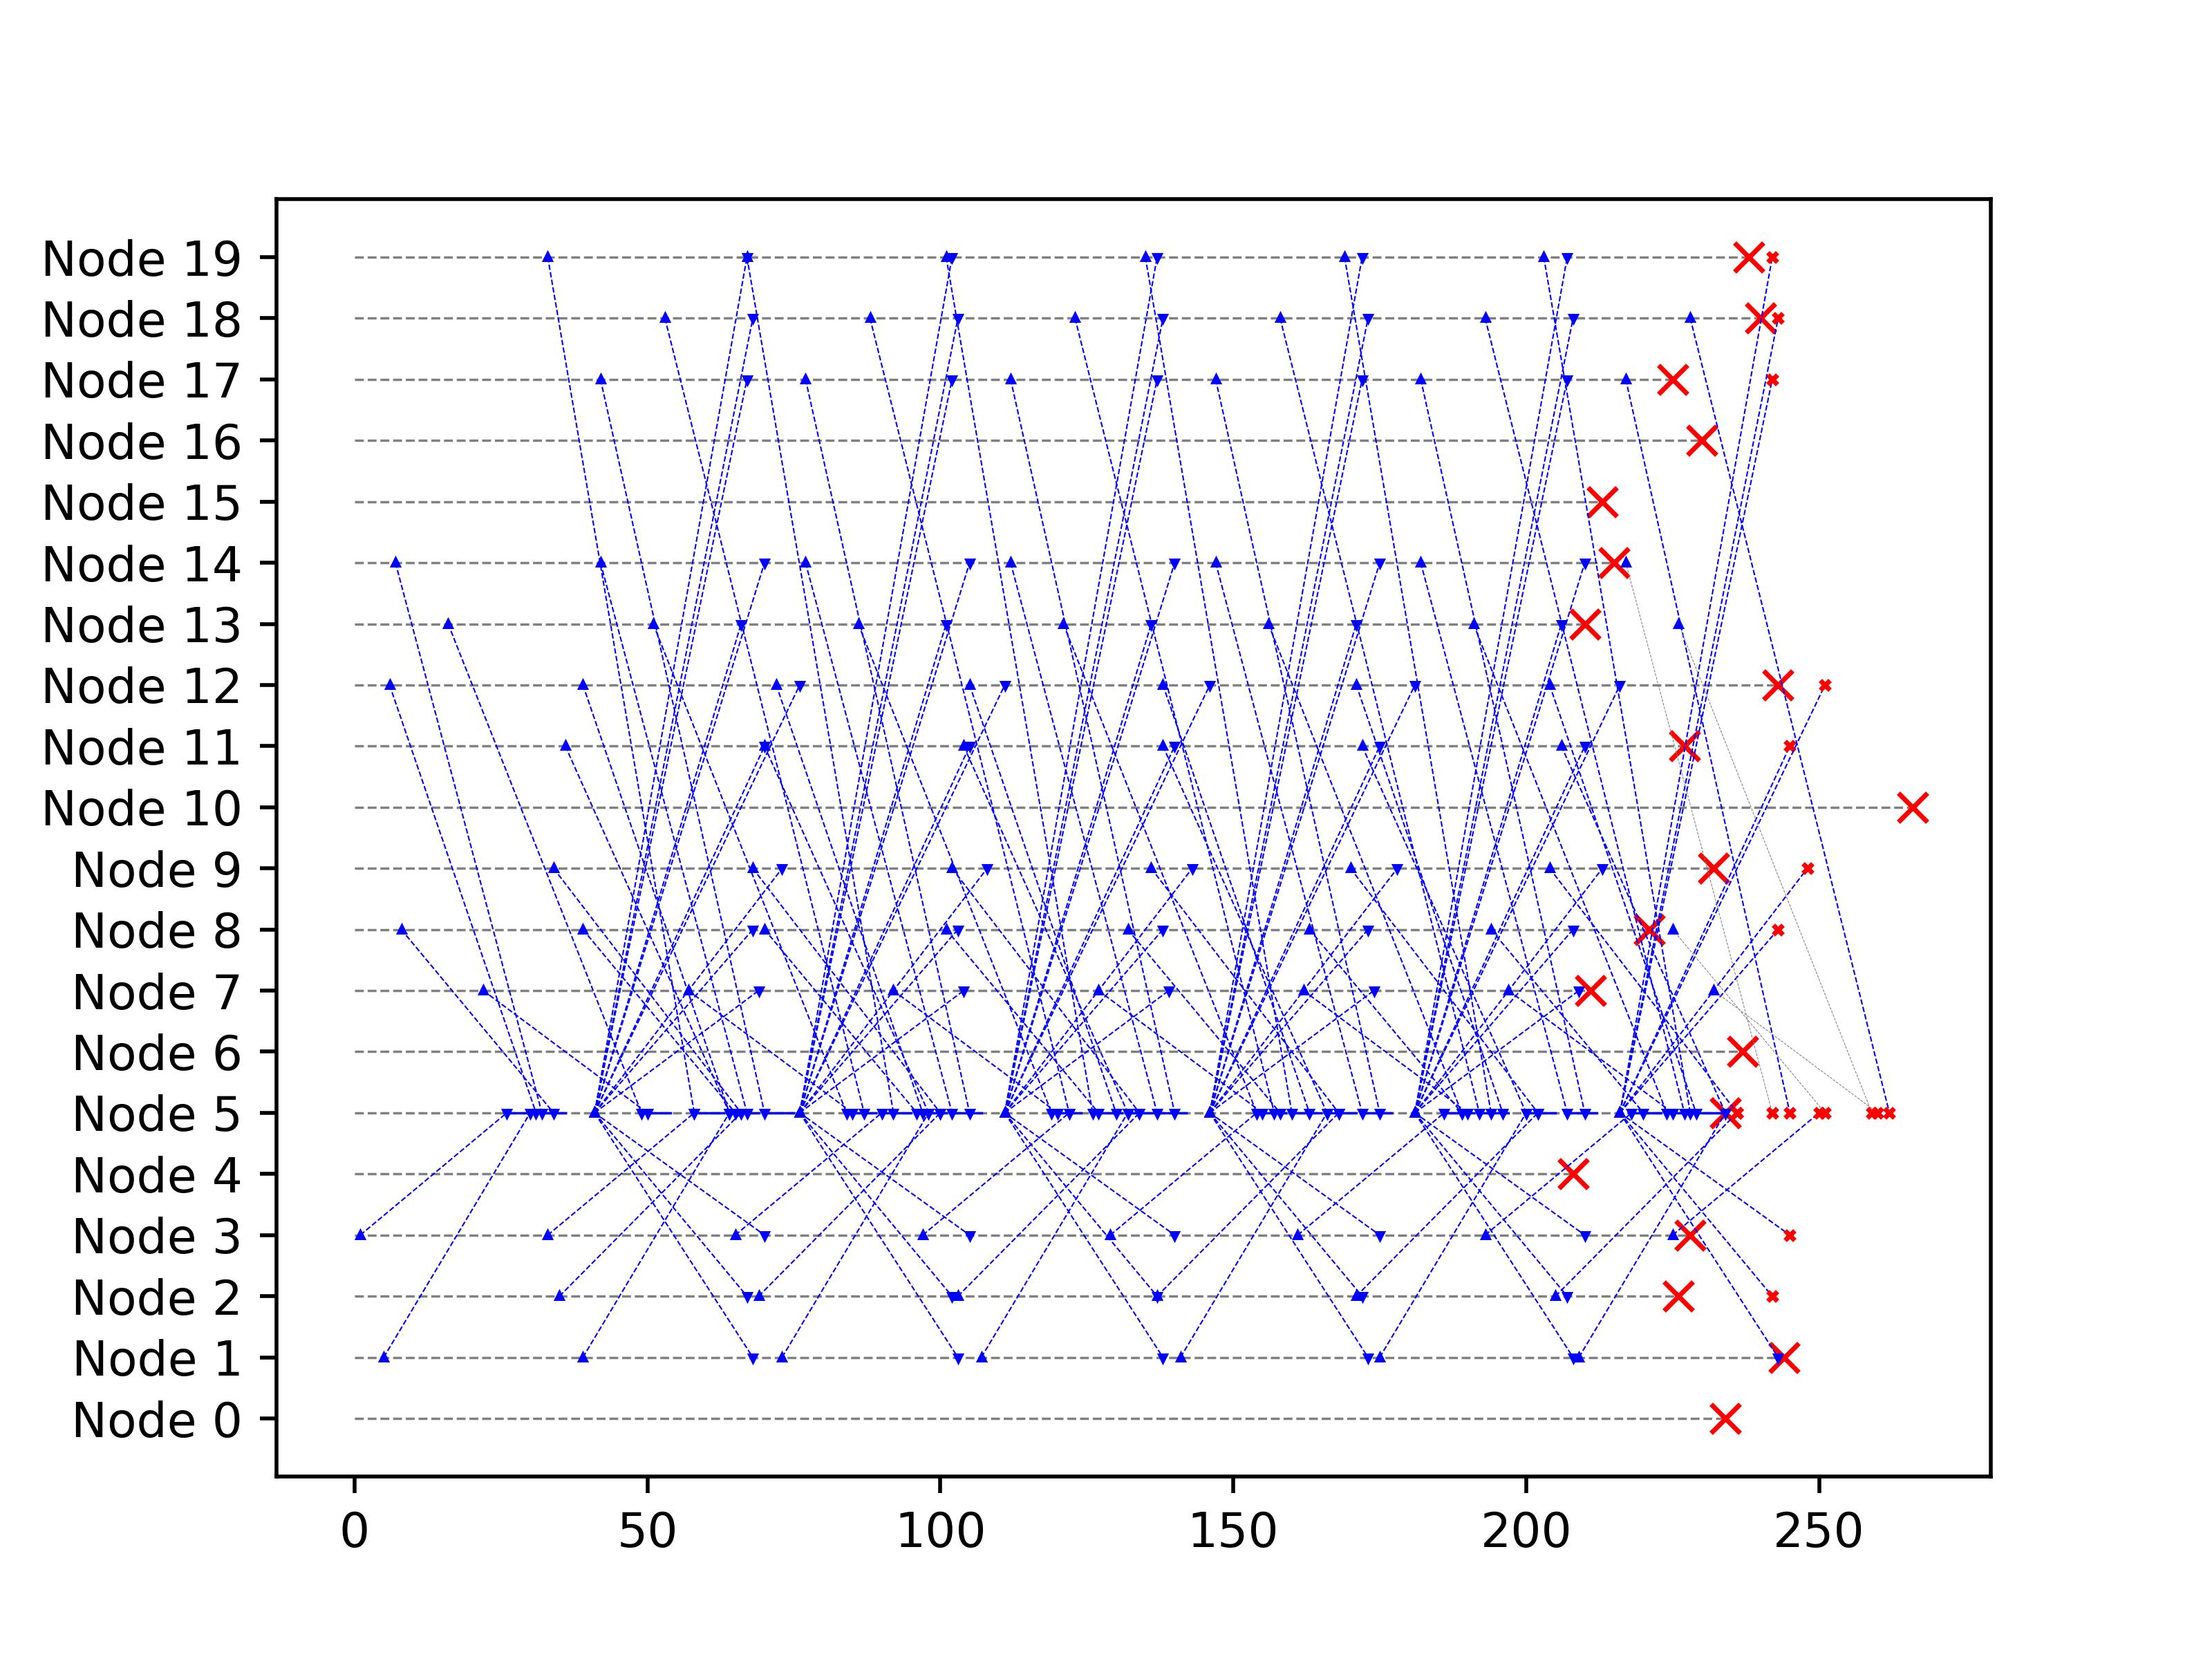 Node 19
Node 18
Node 17
Node 16
Node 15
Node 14
Node 13
Node 12
Node 11
Node 10
Node 9
Node 8
Node 7
Node 6
Node 5
Node 4
Node 3
Node 2
Node 1
Node 0
0 50 100 150 200 250